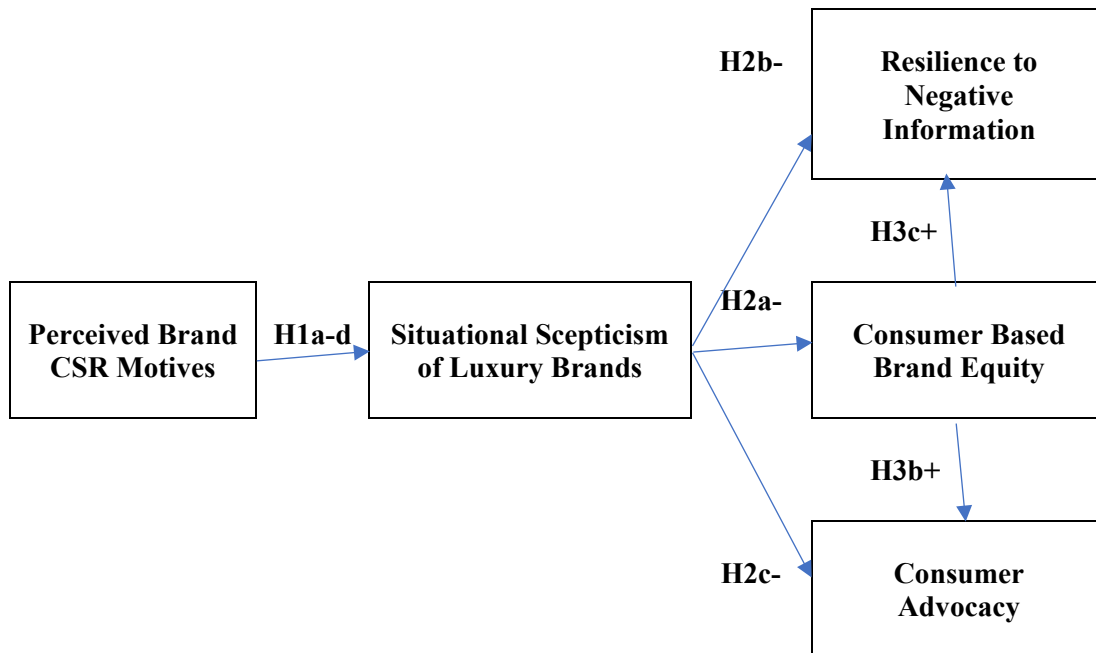 H2b-
Resilience to
Negative
Information
H3c+
Perceived Brand
CSR Motives
H1a-d
Situational Scepticism
of Luxury Brands
H2a-
Consumer Based
Brand Equity
H3b+
H2c-
Consumer
Advocacy